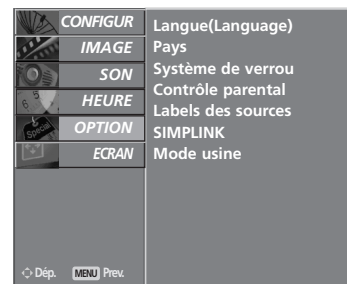 CONFIGUR
IMAGE
SON
HEURE
OPTION
ECRAN
Langue(Language)
Pays
Système de verrou
Contrôle parental
Labels des sources
SIMPLINK
Mode usine
Dép. MENU Prev.